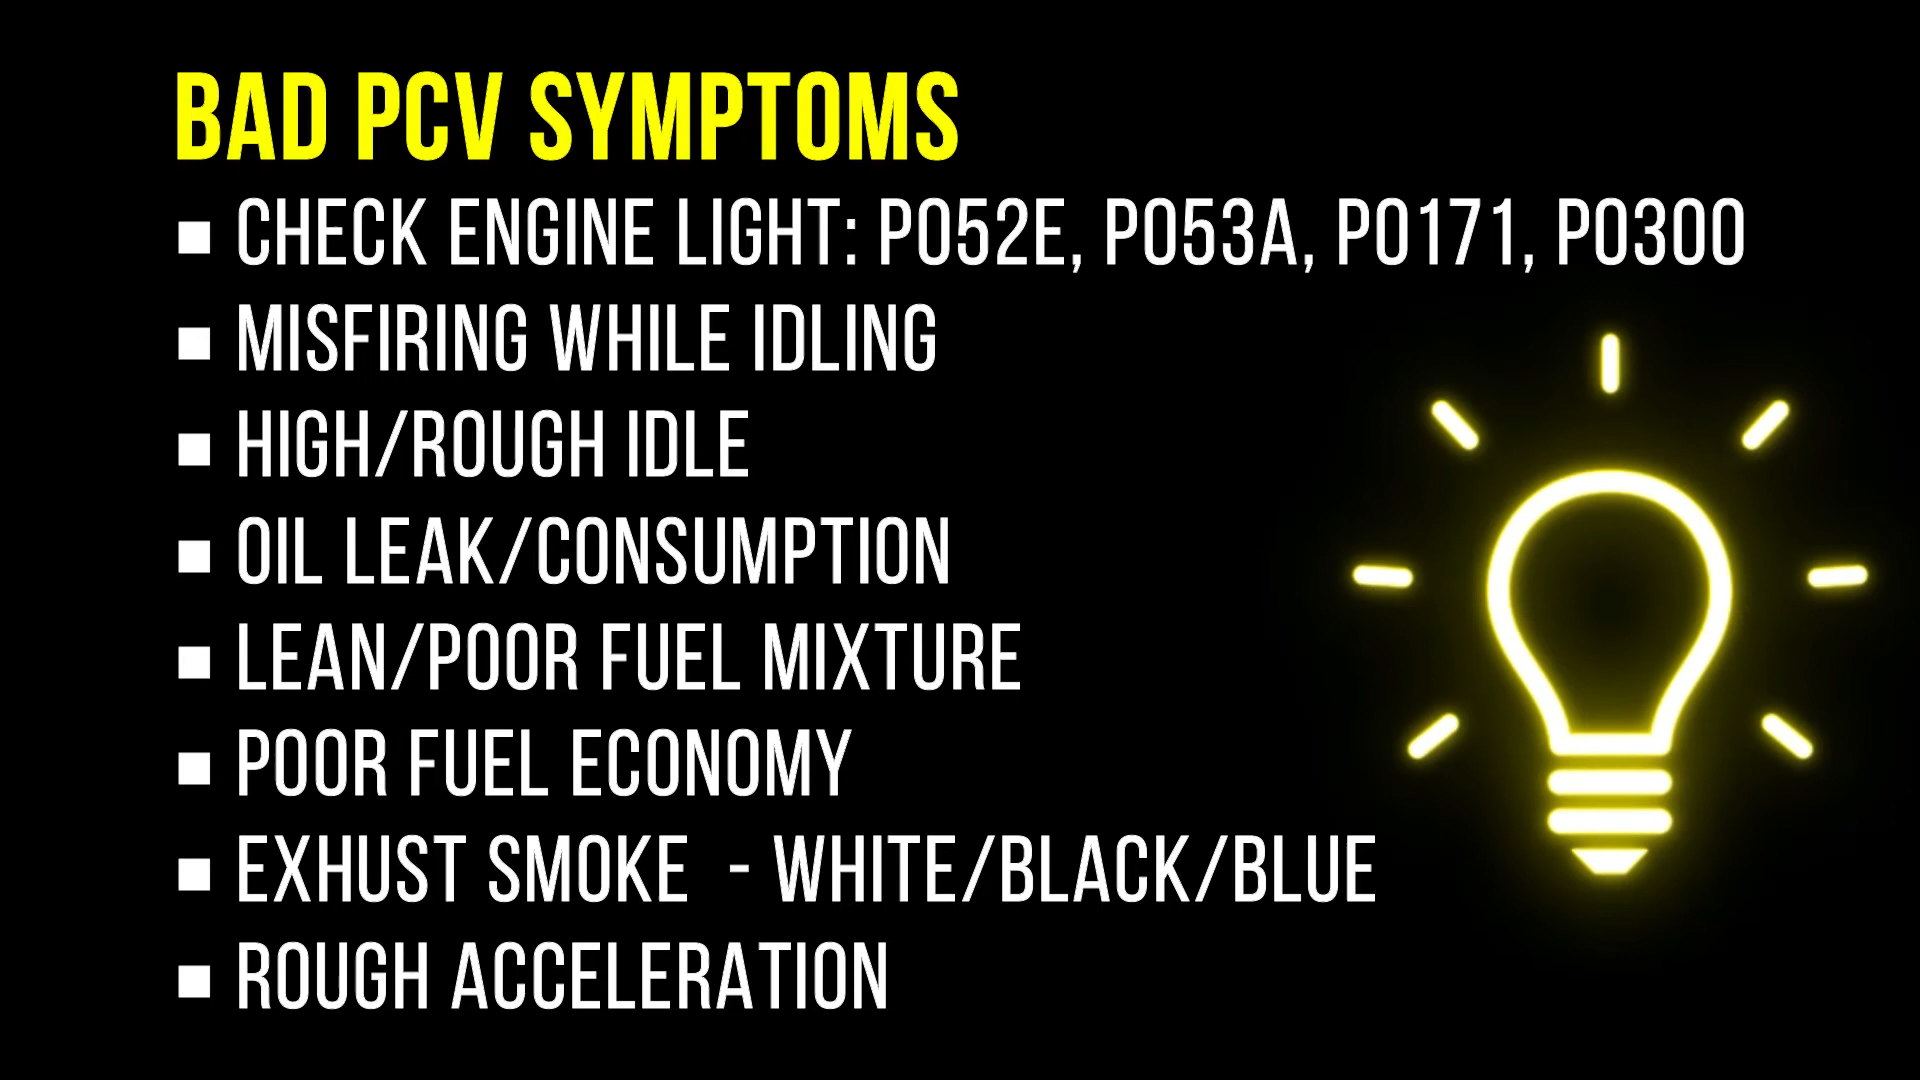 BAD PCV SYMPTOMS
▪ CHECK ENGINE LIGHT: P052E, P053A, P0171, P0300
▪ MISFIRING WHILE IDLING
▪ HIGH/ROUGH IDLE
▪ OIL LEAK/CONSUMPTION
▪ LEAN/POOR FUEL MIXTURE
▪ POOR FUEL ECONOMY
▪ EXHUST SMOKE  - WHITE/BLACK/BLUE
▪ ROUGH ACCELERATION